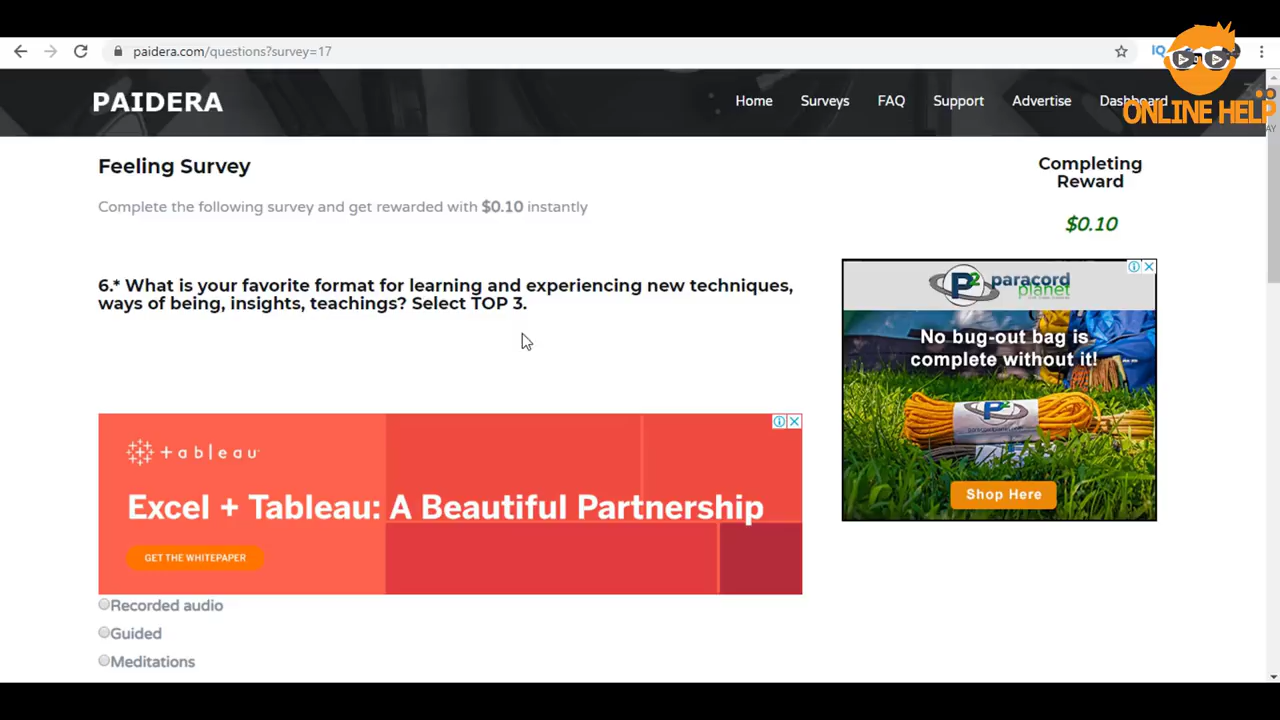 paidera.com/questions?survey=17
IQ
ONLINE HELP
PAIDERA
Home
Surveys
FAQ
Support
Advertise
Dashboard
Feeling Survey
Complete the following survey and get rewarded with $0.10 instantly
Completing
Reward
$0.10
6.* What is your favorite format for learning and experiencing new techniques,
ways of being, insights, teachings? Select TOP 3.
P2 paracord
planet
No bug-out bag is
complete without it!
P2
Shop Here
+ableau
Excel + Tableau: A Beautiful Partnership
GET THE WHITEPAPER
Recorded audio
Guided
Meditations